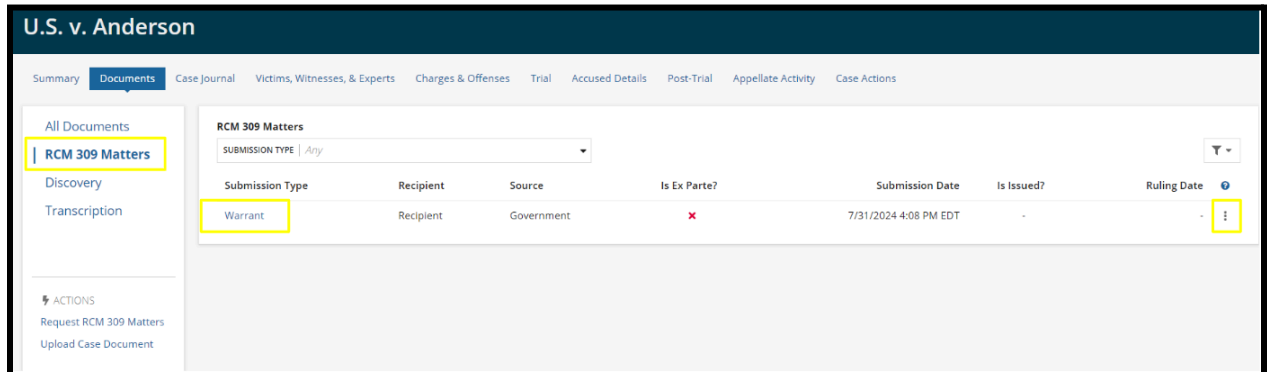 U.S. v. Anderson
Summary Documents Case Journal Victims, Witnesses, & Experts Charges & Offenses Trial Accused Details Post-Trial Appellate Activity Case Actions
All Documents
RCM 309 Matters
Discovery
Transcription
ACTIONS
Request RCM 309 Matters
Upload Case Document
RCM 309 Matters
SUBMISSION TYPE Any
Submission Type Recipient Source Is Ex Parte? Submission Date Is Issued? Ruling Date ?
Warrant Recipient Government 7/31/2024 4:08 PM EDT - -